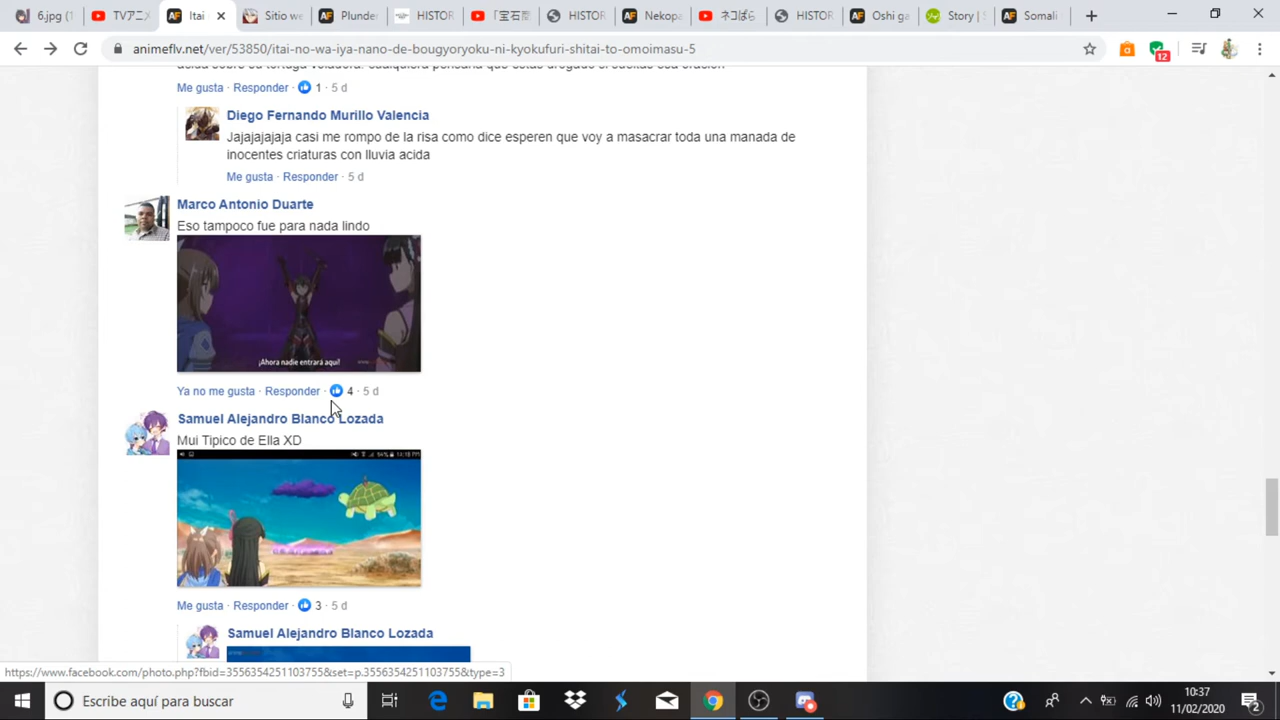 6.jpg (1
TVアニメ
Itai
Sitio we
Plunder
HISTOR
HISTOR
Nekopa
ネコぱら
HISTOR
Oshi ga
Story | S
Somali
animeflv.net/ver/53850/itai-no-wa-iya-nano-de-bougyoryoku-ni-kyokufuri-shitai-to-omoimasu-5
12
Me gusta · Responder · 1 · 5 d
Diego Fernando Murillo Valencia
Jajajajajaja casi me rompo de la risa como dice esperen que voy a masacrar toda una manada de
inocentes criaturas con lluvia acida
Me gusta · Responder · 5 d
Marco Antonio Duarte
Eso tampoco fue para nada lindo
¡Ahora nadie entrará aquí!
Ya no me gusta · Responder · 4 · 5 d
Samuel Alejandro Blanco Lozada
Mui Tipico de Ella XD
Me gusta · Responder · 3 · 5 d
Samuel Alejandro Blanco Lozada
https://www.facebook.com/photo.php?fbid=3556354251103755&set=p.3556354251103755&type=3
Escribe aquí para buscar
10:37
11/02/2020
2